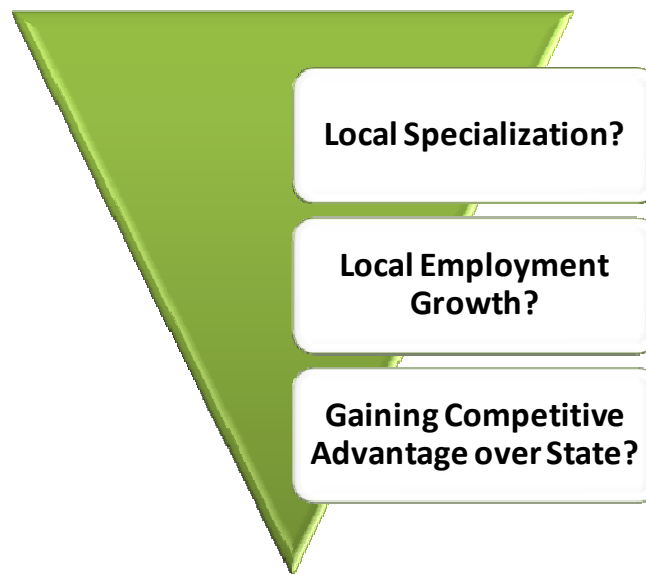 Local Specialization?
Local Employment
Growth?
Gaining Competitive
Advantage over State?